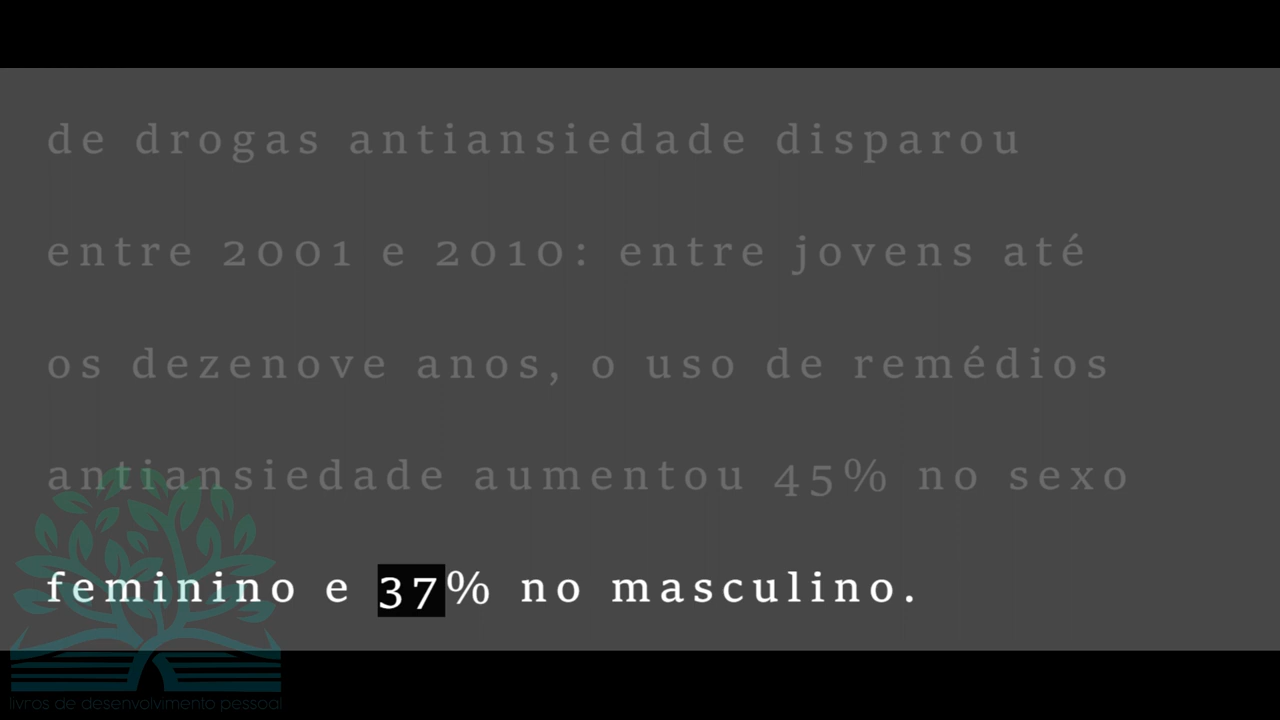 de drogas antiansiedade disparou
entre 2001 e 2010: entre jovens até
os dezenove anos, o uso de remédios
antiansiedade aumentou 45% no sexo
feminino e 37% no masculino.
livros de desenvolvimento pessoal